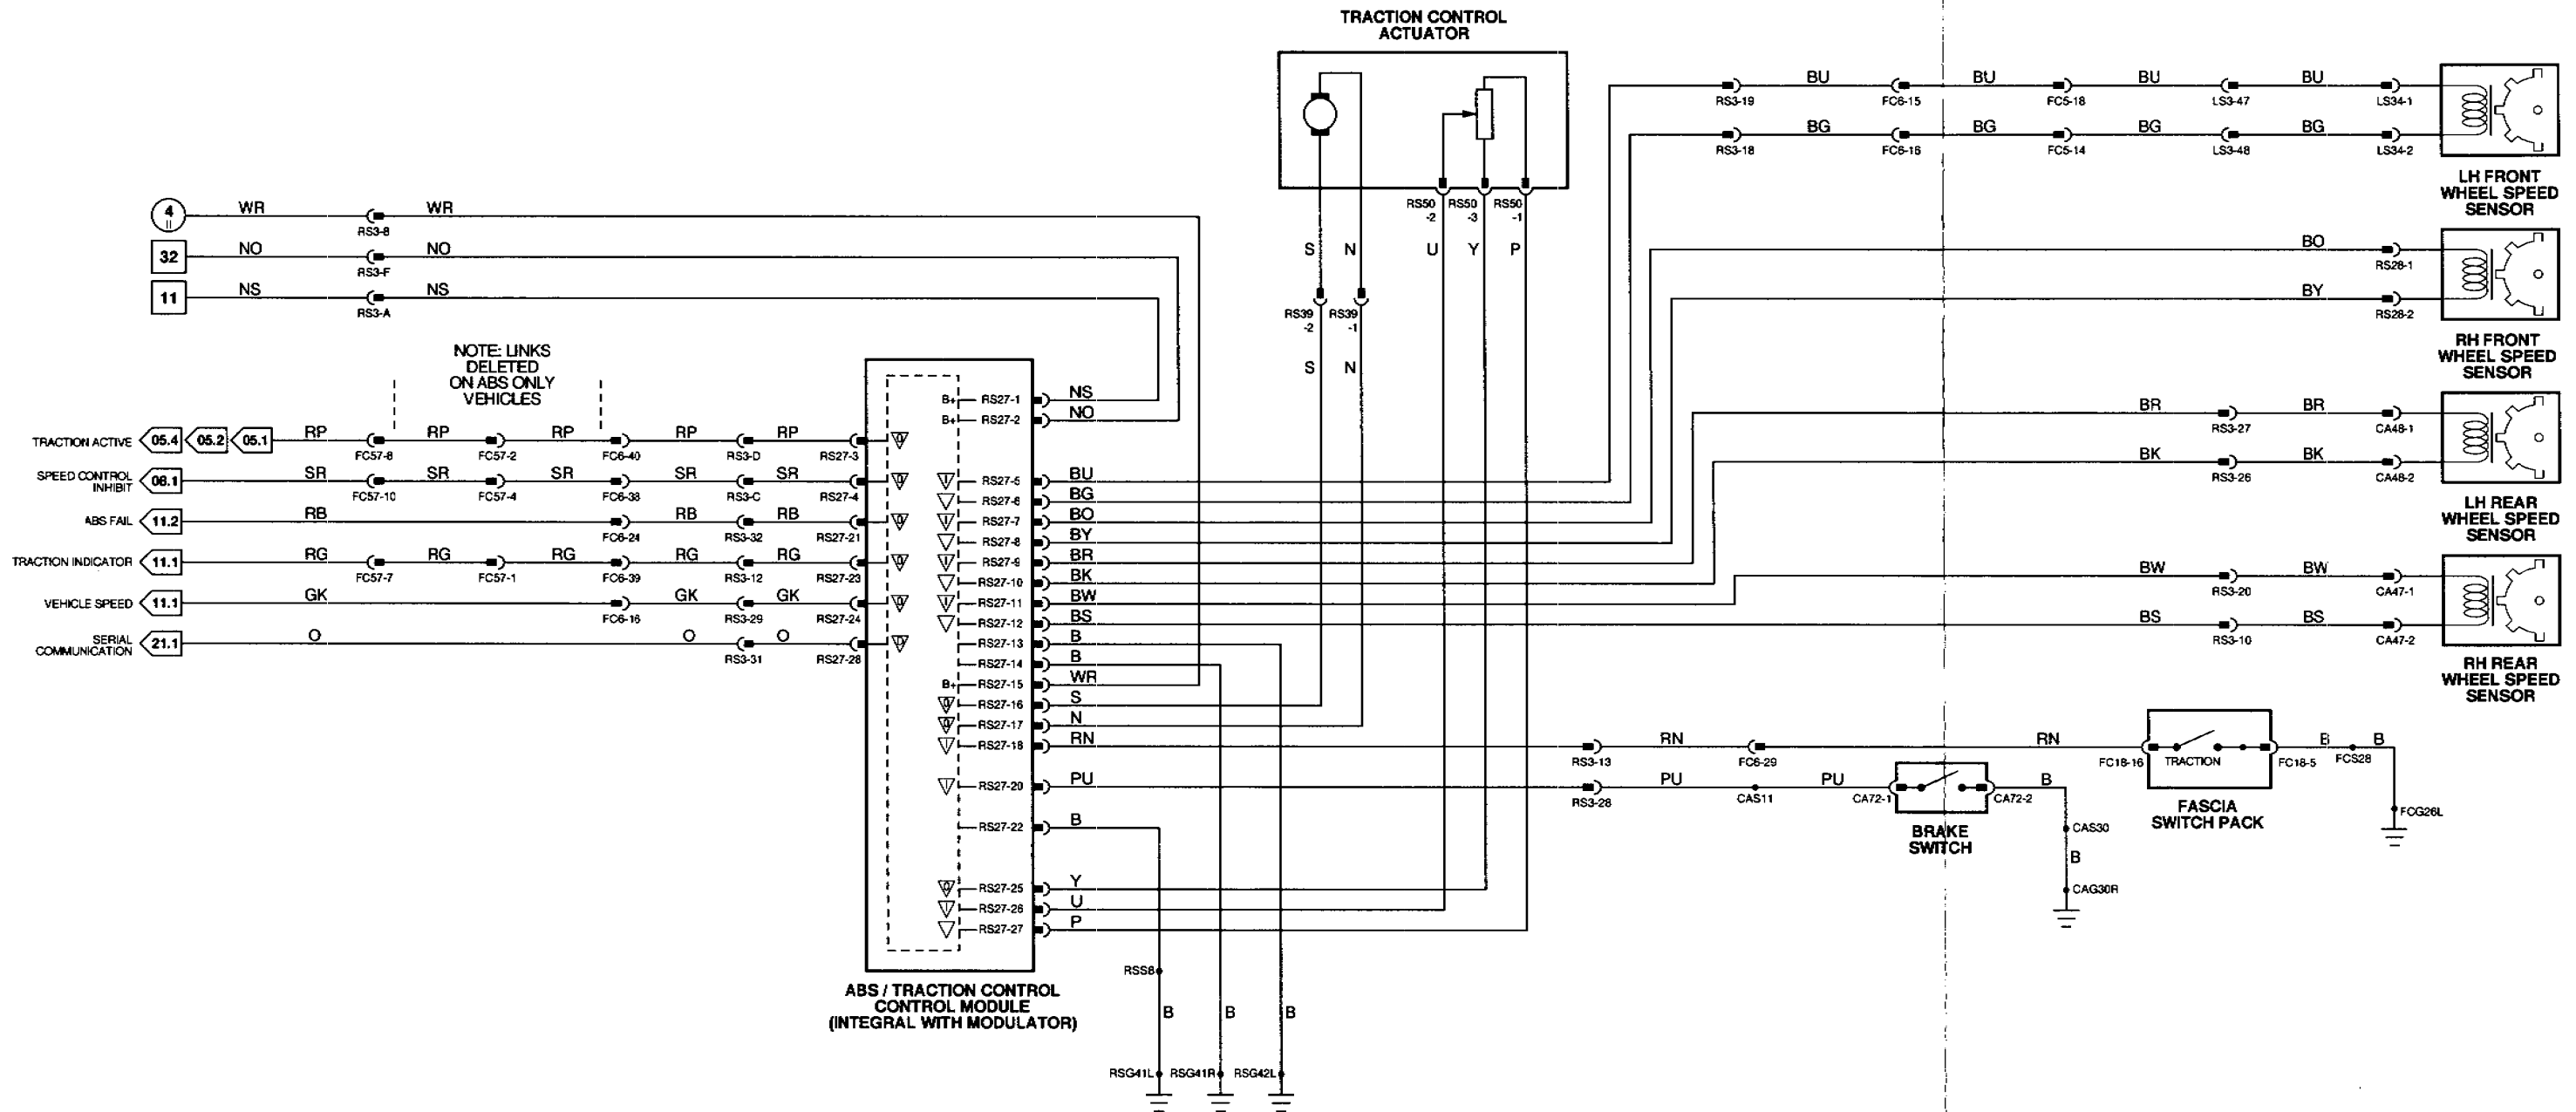 TRACTION CONTROL
ACTUATOR
BU BU BU BU
RS3-19 FC6-15 FC5-18 LS3-47 LS34-1
BG BG BG BG
RS3-18 FC6-16 FC5-14 LS3-48 LS34-2
LH FRONT
WHEEL SPEED
SENSOR
RS50 RS50 RS50
-2 -3 -1
4 WR WR
II
RS3-8
32 NO NO
RS3-F
11 NS NS
RS3-A
S N U Y P
BO
RS28-1
BY
RS28-2
RH FRONT
WHEEL SPEED
SENSOR
RS39 RS39
-2 -1
S N
NOTE: LINKS
DELETED
ON ABS ONLY
VEHICLES
B+ RS27-1 NS
B+ RS27-2 NO
BR BR
RS3-27 CA48-1
BK BK
RS3-26 CA48-2
LH REAR
WHEEL SPEED
SENSOR
TRACTION ACTIVE 05.4 05.2 05.1 RP RP RP RP RP
FC57-8 FC57-2 FC6-40 RS3-D RS27-3
O
SPEED CONTROL
INHIBIT
08.1 SR SR SR SR SR
FC57-10 FC57-4 FC6-38 RS3-C RS27-4
O I RS27-5 BU
RS27-6 BG
ABS FAIL 11.2 RB RB RB
FC6-24 RS3-32 RS27-21
O I RS27-7 BO
RS27-8 BY
TRACTION INDICATOR 11.1 RG RG RG RG RG
FC57-7 FC57-1 FC6-39 RS3-12 RS27-23
O I RS27-9 BR
RS27-10 BK
VEHICLE SPEED 11.1 GK GK GK
FC6-16 RS3-29 RS27-24
O I RS27-11 BW
RS27-12 BS
SERIAL
COMMUNICATION
21.1 O O O
RS3-31 RS27-28
D
BW BW
RS3-20 CA47-1
BS BS
RS3-10 CA47-2
RH REAR
WHEEL SPEED
SENSOR
RS27-13 B
RS27-14 B
B+ RS27-15 WR
O RS27-16 S
O RS27-17 N
I RS27-18 RN
RN RN
RS3-13 FC6-29 FC18-16 TRACTION FC18-5
B B
FCS28
FCG26L
FASCIA
SWITCH PACK
I RS27-20 PU
PU PU
RS3-28 CAS11 CA72-1 CA72-2
B
BRAKE
SWITCH
CAS30
B
CAG30R
RS27-22 B
O RS27-25 Y
I RS27-26 U
RS27-27 P
RSS8
ABS / TRACTION CONTROL
CONTROL MODULE
(INTEGRAL WITH MODULATOR)
B B B
RSG41L RSG41R RSG42L